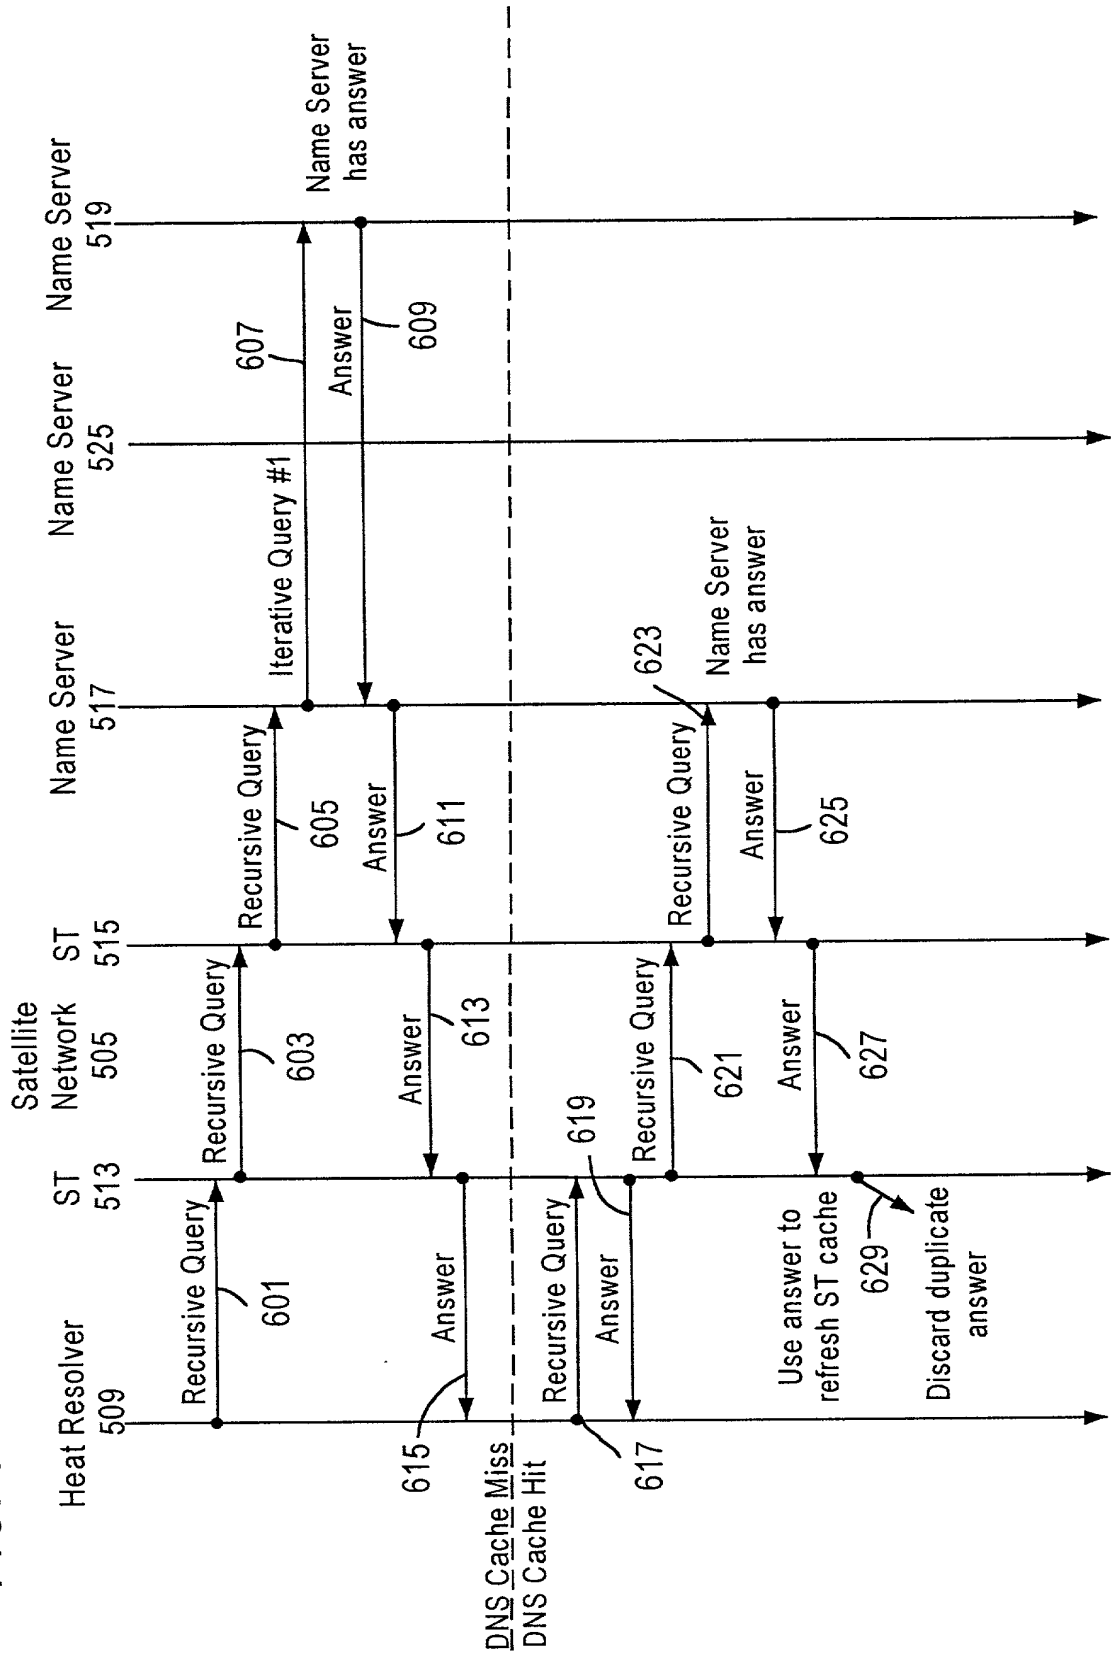 Heat Resolver
509
ST
513
Satellite
Network
505
ST
515
Name Server
517
Name Server
525
Name Server
519
Recursive Query
601
Recursive Query
603
Recursive Query
605
Iterative Query #1
607
Name Server
has answer
Answer
609
Answer
611
Answer
613
Answer
615
DNS Cache Miss
DNS Cache Hit
Recursive Query
617
Answer
619
Recursive Query
621
Recursive Query
623
Name Server
has answer
Answer
625
Answer
627
Use answer to
refresh ST cache
629
Discard duplicate
answer